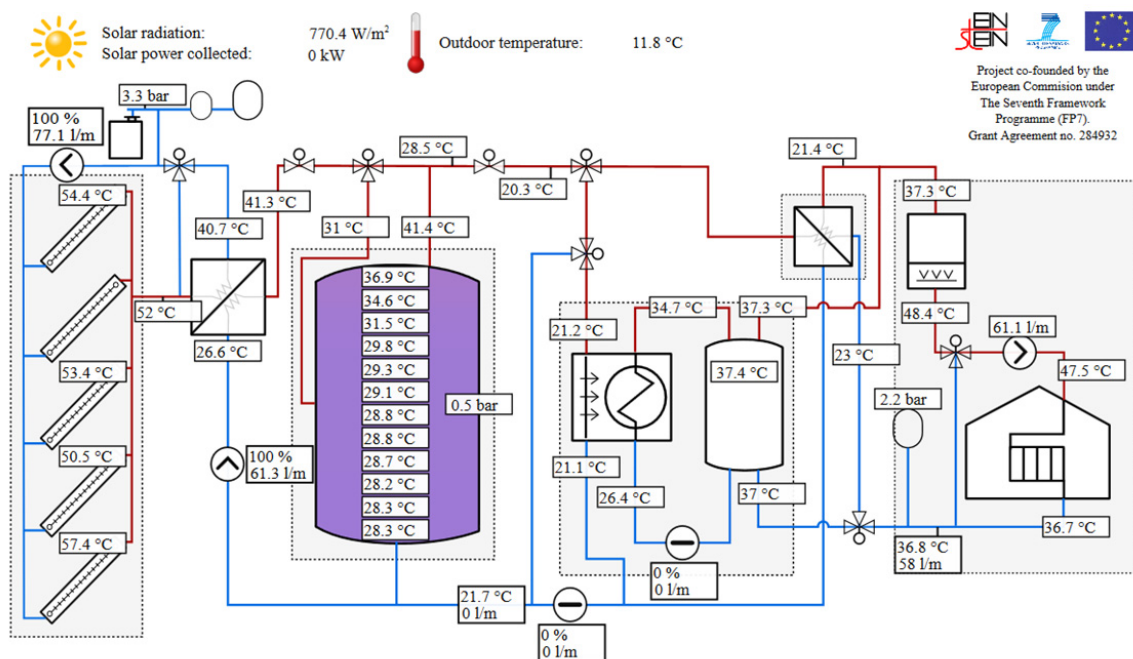 Solar radiation: 770.4 W/m²
Solar power collected: 0 kW
Outdoor temperature: 11.8 °C
EIN
stEIN
Project co-founded by the
European Commision under
The Seventh Framework
Programme (FP7).
Grant Agreement no. 284932
3.3 bar
100 %
77.1 l/m
54.4 °C
53.4 °C
50.5 °C
57.4 °C
52 °C
40.7 °C
26.6 °C
41.3 °C
100 %
61.3 l/m
31 °C
28.5 °C
41.4 °C
36.9 °C
34.6 °C
31.5 °C
29.8 °C
29.3 °C
29.1 °C
28.8 °C
28.8 °C
28.7 °C
28.2 °C
28.3 °C
28.3 °C
0.5 bar
20.3 °C
21.2 °C
34.7 °C
37.3 °C
37.4 °C
21.1 °C
26.4 °C
37 °C
0 %
0 l/m
21.7 °C
0 l/m
0 %
0 l/m
21.4 °C
23 °C
37.3 °C
48.4 °C
61.1 l/m
47.5 °C
2.2 bar
36.7 °C
36.8 °C
58 l/m